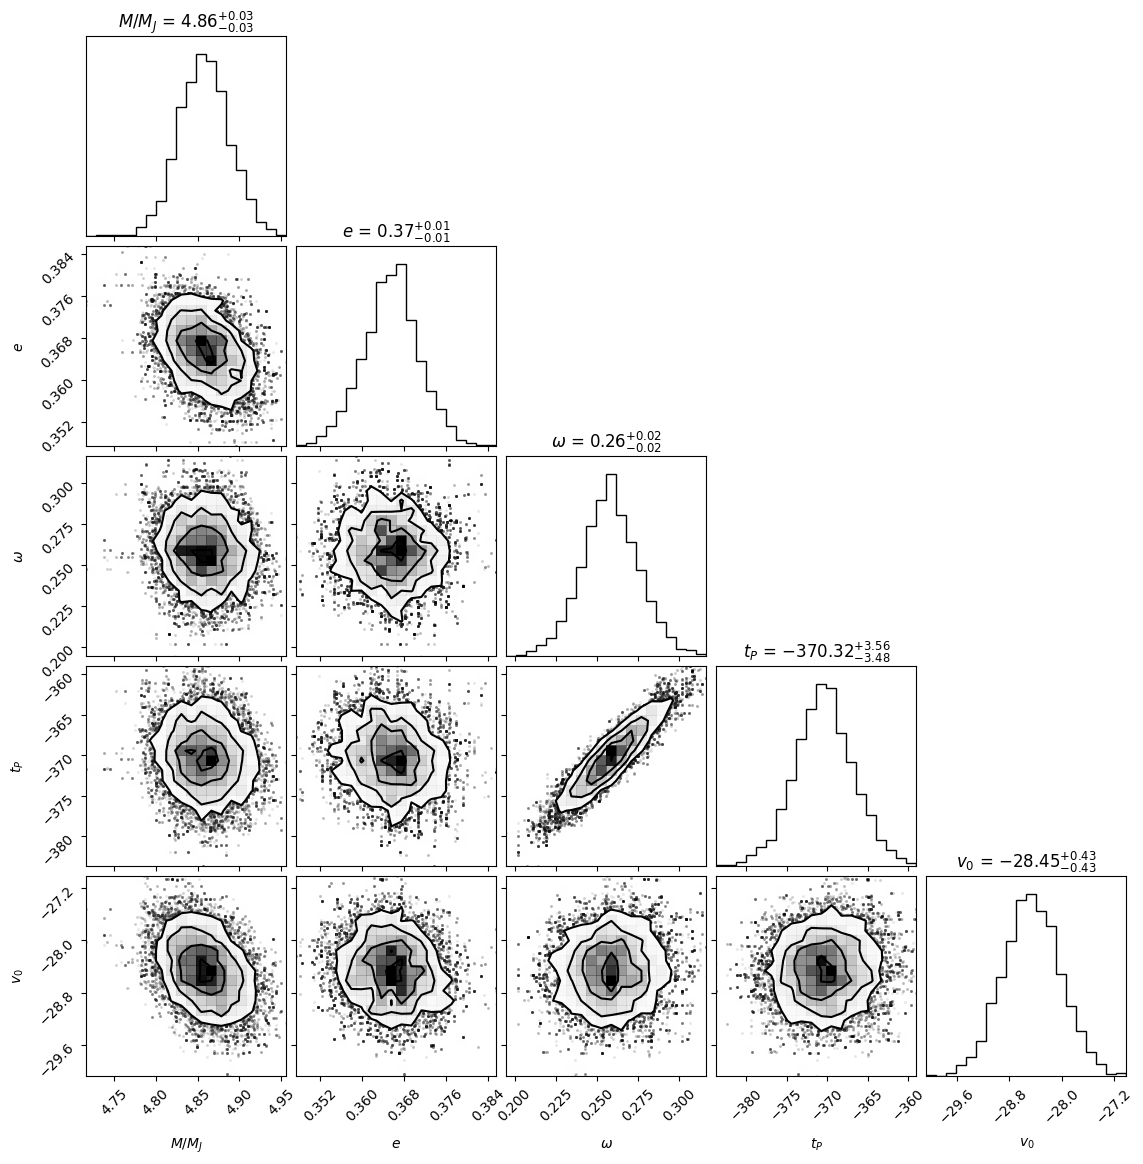 M/M_J = 4.86^{+0.03}_{-0.03}
e = 0.37^{+0.01}_{-0.01}
0.384
0.376
0.368
0.360
0.352
e
ω = 0.26^{+0.02}_{-0.02}
0.300
0.275
0.250
0.225
0.200
ω
t_P = −370.32^{+3.56}_{-3.48}
−360
−365
−370
−375
−380
t_P
v_0 = −28.45^{+0.43}_{-0.43}
−27.2
−28.0
−28.8
−29.6
v_0
4.75 4.80 4.85 4.90 4.95 0.352 0.360 0.368 0.376 0.384 0.200 0.225 0.250 0.275 0.300 −380 −375 −370 −365 −360 −29.6 −28.8 −28.0 −27.2
M/M_J e ω t_P v_0